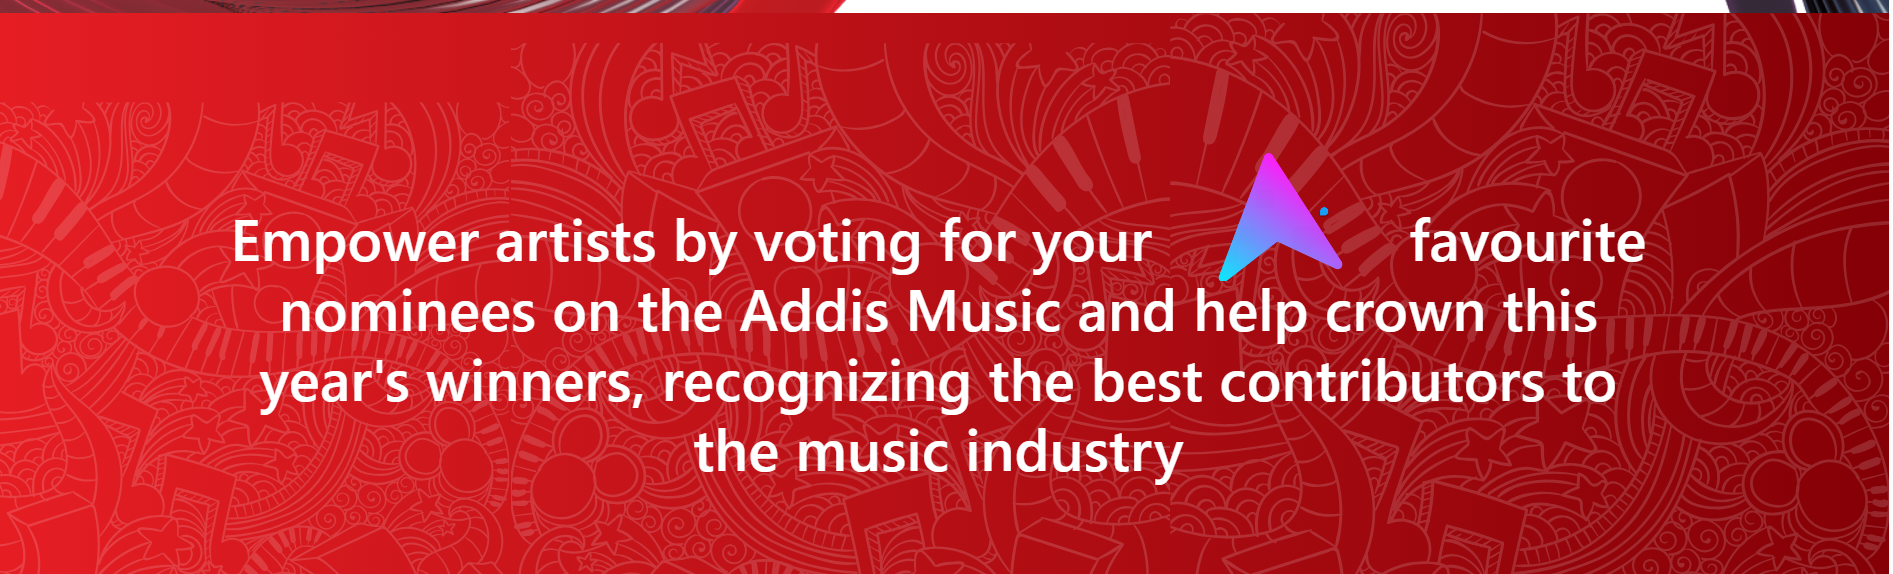 Empower artists by voting for your favourite
nominees on the Addis Music and help crown this
year's winners, recognizing the best contributors to
the music industry